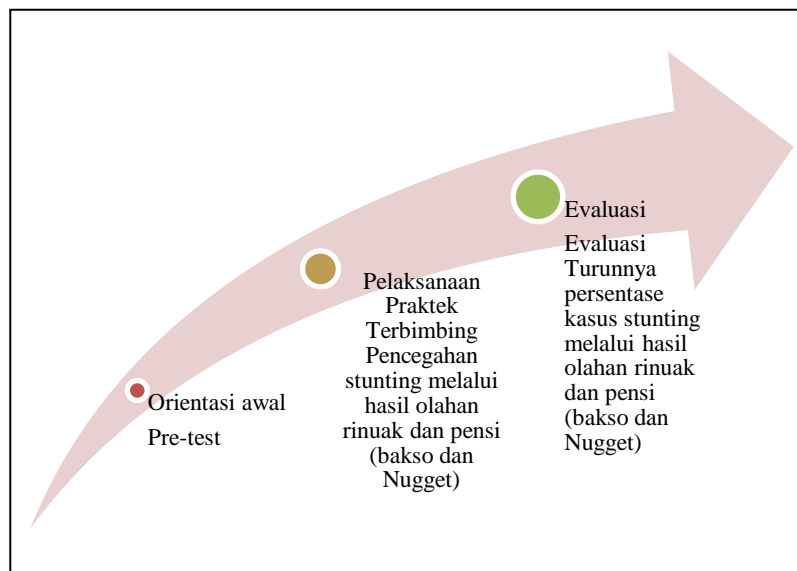 Orientasi awal
Pre-test
Pelaksanaan
Praktek
Terbimbing
Pencegahan
stunting melalui
hasil olahan
rinuak dan pensi
(bakso dan
Nugget)
Evaluasi
Evaluasi
Turunnya
persentase
kasus stunting
melalui hasil
olahan rinuak
dan pensi
(bakso dan
Nugget)